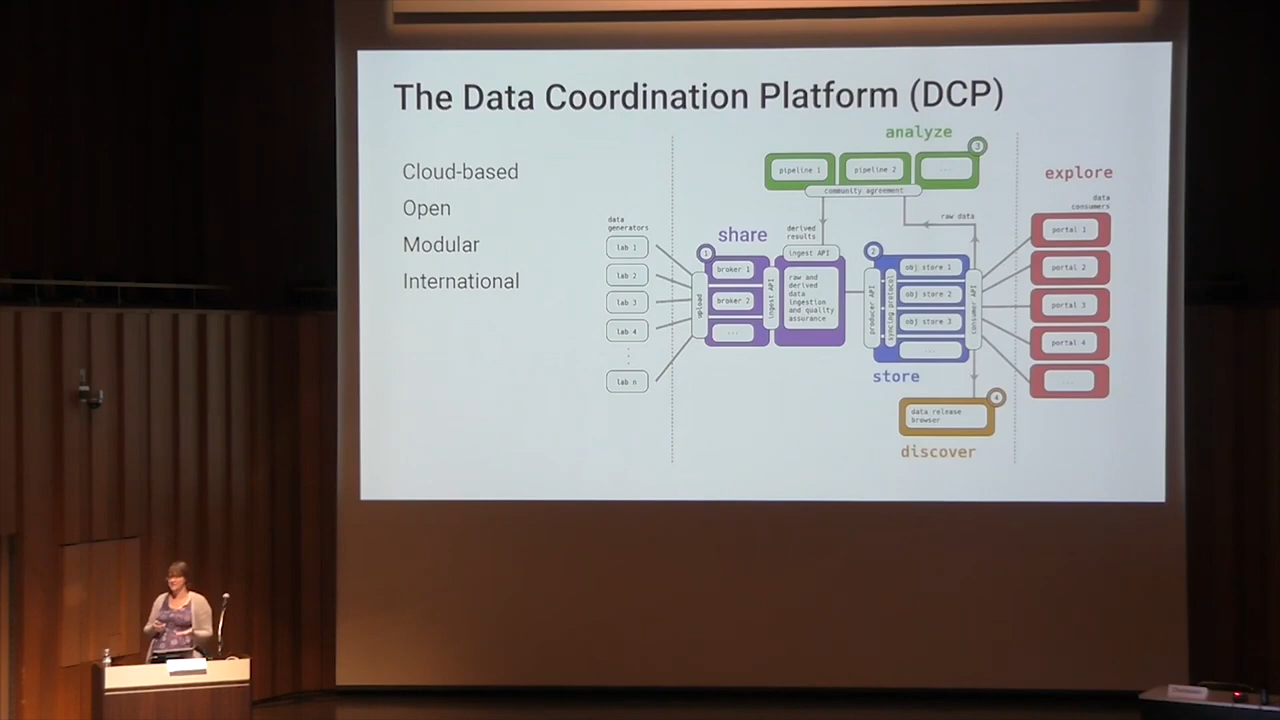 The Data Coordination Platform (DCP)
Cloud-based
Open
Modular
International
analyze
3
pipeline 1
pipeline 2
...
community agreement
explore
data
consumers
portal 1
portal 2
portal 3
portal 4
...
raw data
derived
results
data
generators
lab 1
lab 2
lab 3
lab 4
lab n
share
1
upload
broker 1
broker 2
...
ingest API
ingest API
raw and
derived
data
ingestion
and quality
assurance
2
producer API
syncing protocol
obj store 1
obj store 2
obj store 3
...
consumer API
store
4
data release
browser
discover